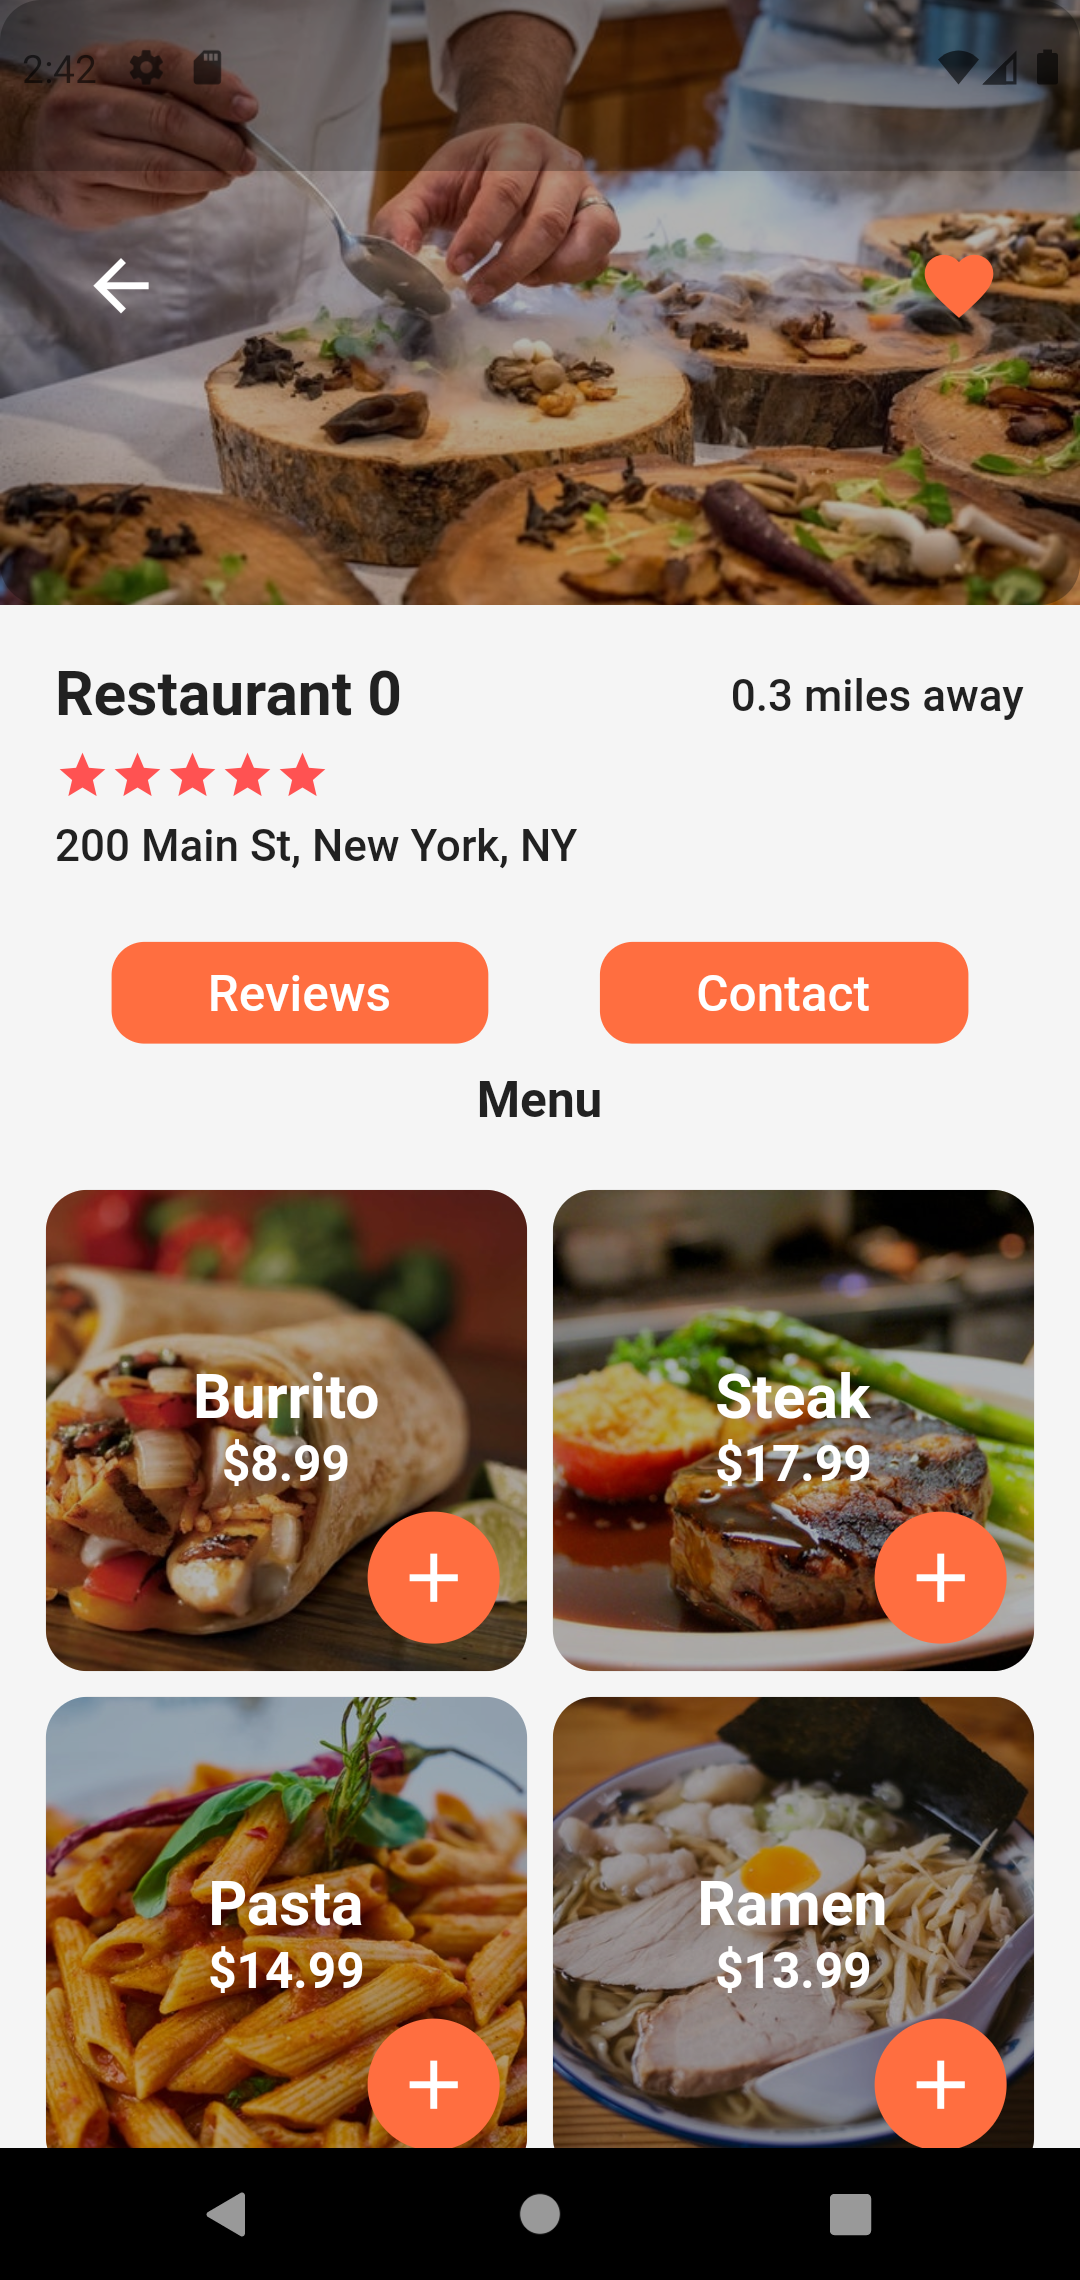 2:42
Restaurant 0
0.3 miles away
200 Main St, New York, NY
Reviews
Contact
Menu
Burrito
$8.99
Steak
$17.99
Pasta
$14.99
Ramen
$13.99